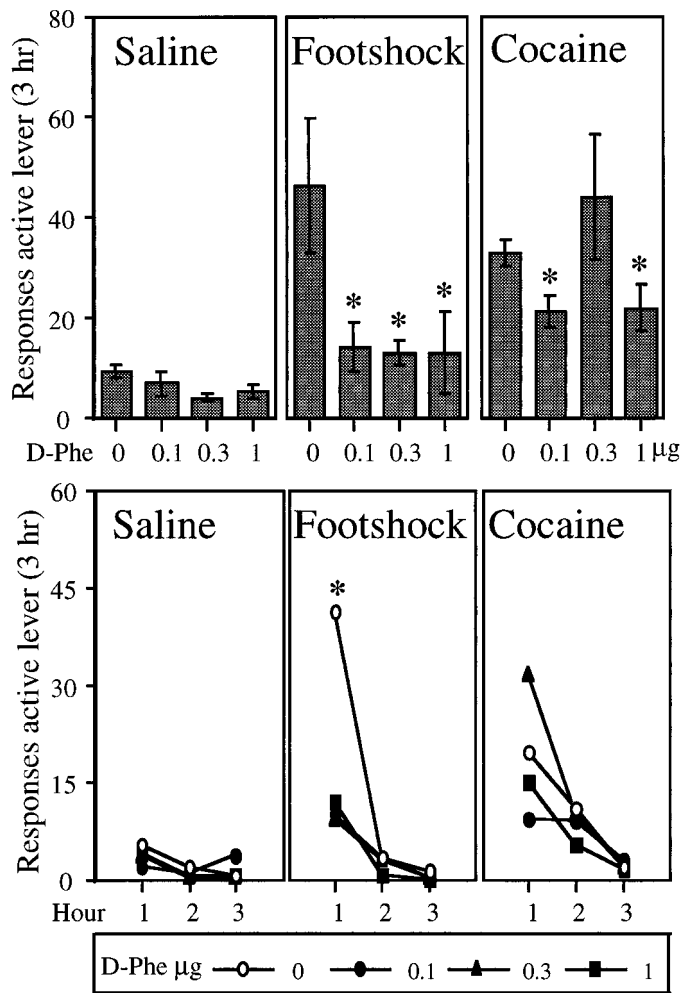 Responses active lever (3 hr)
80
60
40
20
0
Saline
Footshock
Cocaine
* * *
* *
D-Phe 0 0.1 0.3 1 0 0.1 0.3 1 0 0.1 0.3 1 µg
Responses active lever (3 hr)
60
45
30
15
0
Saline
Footshock
Cocaine
*
Hour 1 2 3 1 2 3 1 2 3
D-Phe µg 0 0.1 0.3 1